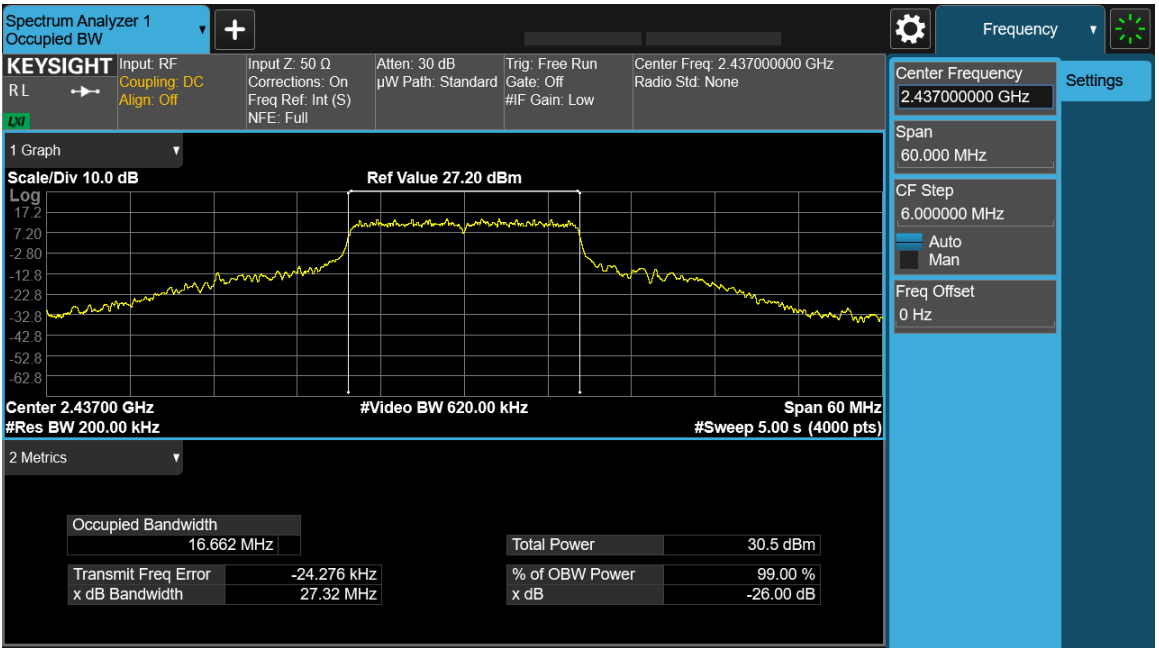 Spectrum Analyzer 1
Occupied BW
+
Frequency
KEYSIGHT
R L
LXI
Input: RF
Coupling: DC
Align: Off
Input Z: 50 Ω
Corrections: On
Freq Ref: Int (S)
NFE: Full
Atten: 30 dB
µW Path: Standard
Trig: Free Run
Gate: Off
#IF Gain: Low
Center Freq: 2.437000000 GHz
Radio Std: None
1 Graph
Scale/Div 10.0 dB
Ref Value 27.20 dBm
Log
17.2
7.20
-2.80
-12.8
-22.8
-32.8
-42.8
-52.8
-62.8
Center 2.43700 GHz
#Video BW 620.00 kHz
Span 60 MHz
#Res BW 200.00 kHz
#Sweep 5.00 s (4000 pts)
2 Metrics
Occupied Bandwidth
16.662 MHz
Total Power 30.5 dBm
Transmit Freq Error -24.276 kHz
% of OBW Power 99.00 %
x dB Bandwidth 27.32 MHz
x dB -26.00 dB
Center Frequency
2.437000000 GHz
Settings
Span
60.000 MHz
CF Step
6.000000 MHz
Auto
Man
Freq Offset
0 Hz